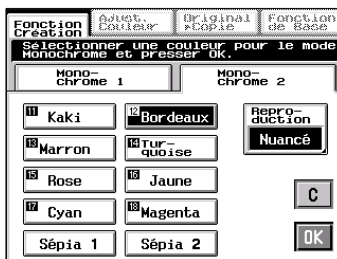 Fonction Création
Ajust. Couleur
Original ▸Copie
Fonction de Base
Sélectionner une couleur pour le mode
Monochrome et presser OK.
Mono-chrome 1
Mono-chrome 2
11 Kaki
12 Bordeaux
Repro-duction
Nuancé
13 Marron
14 Tur-quoise
15 Rose
16 Jaune
C
17 Cyan
18 Magenta
Sépia 1
Sépia 2
OK